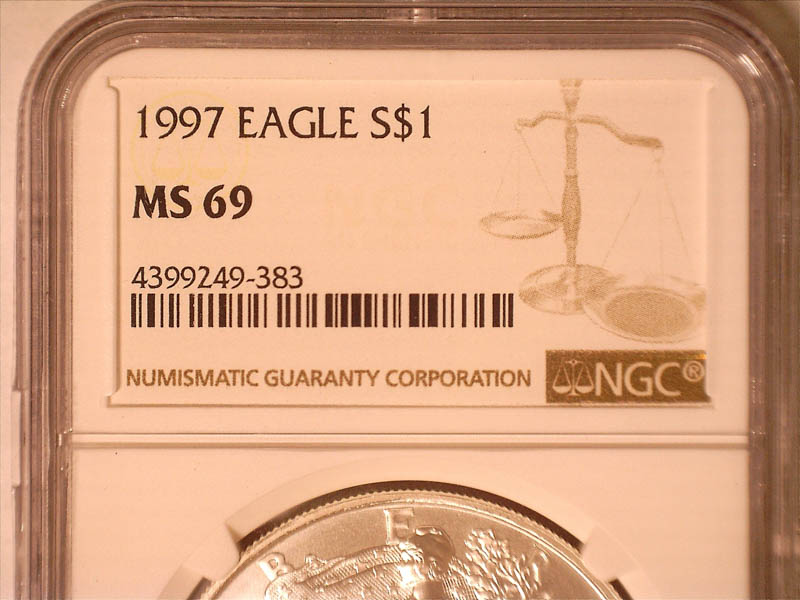 1997 EAGLE S$1
MS 69
4399249-383
NUMISMATIC GUARANTY CORPORATION
NGC®